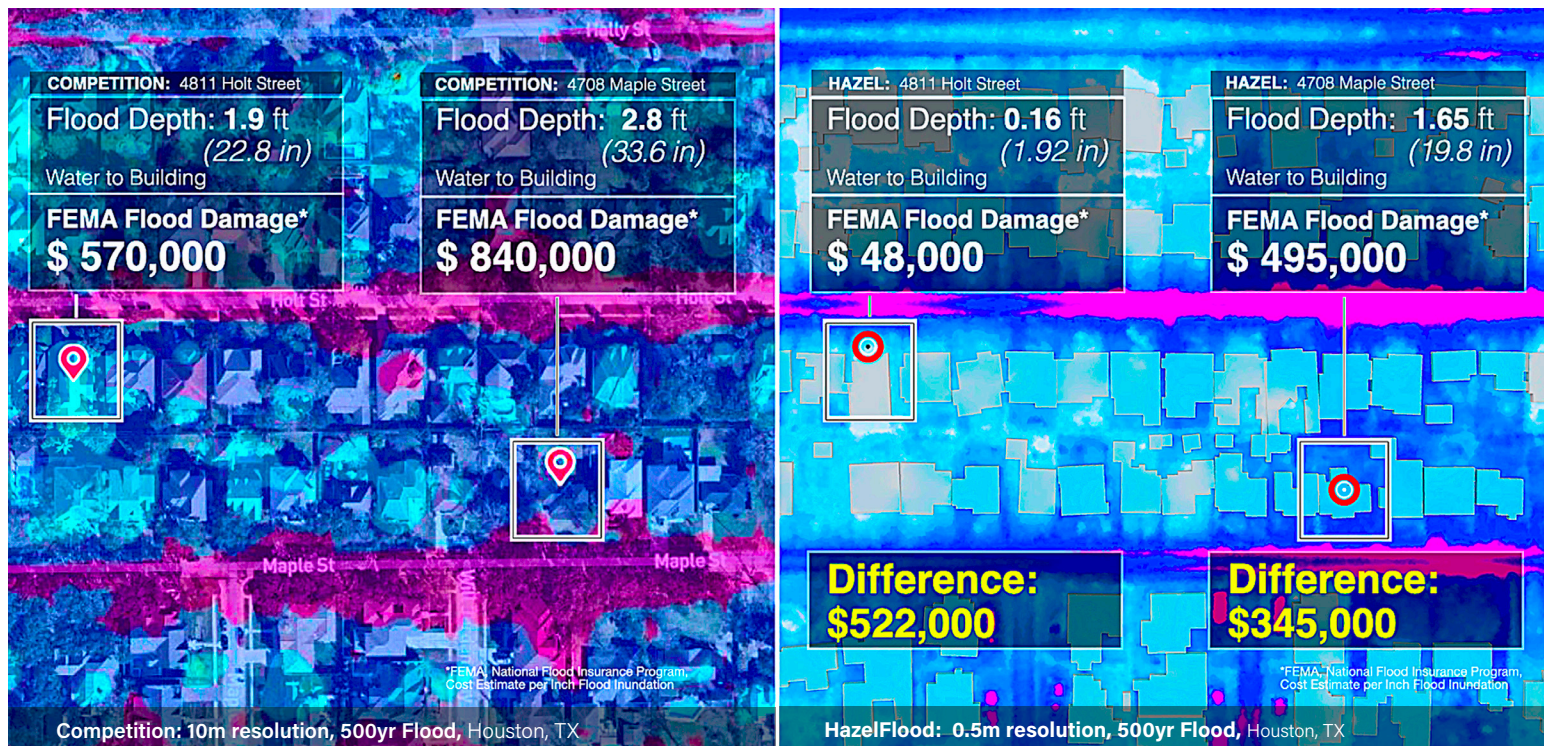 Holly St
COMPETITION: 4811 Holt Street
Flood Depth: 1.9 ft
(22.8 in)
Water to Building
FEMA Flood Damage*
$ 570,000
COMPETITION: 4708 Maple Street
Flood Depth: 2.8 ft
(33.6 in)
Water to Building
FEMA Flood Damage*
$ 840,000
Holt St
Holt St
Maple St
Maple St
*FEMA, National Flood Insurance Program,
Cost Estimate per Inch Flood Inundation
Competition: 10m resolution, 500yr Flood, Houston, TX
HAZEL: 4811 Holt Street
Flood Depth: 0.16 ft
(1.92 in)
Water to Building
FEMA Flood Damage*
$ 48,000
HAZEL: 4708 Maple Street
Flood Depth: 1.65 ft
(19.8 in)
Water to Building
FEMA Flood Damage*
$ 495,000
Difference:
$522,000
Difference:
$345,000
*FEMA, National Flood Insurance Program,
Cost Estimate per Inch Flood Inundation
HazelFlood: 0.5m resolution, 500yr Flood, Houston, TX